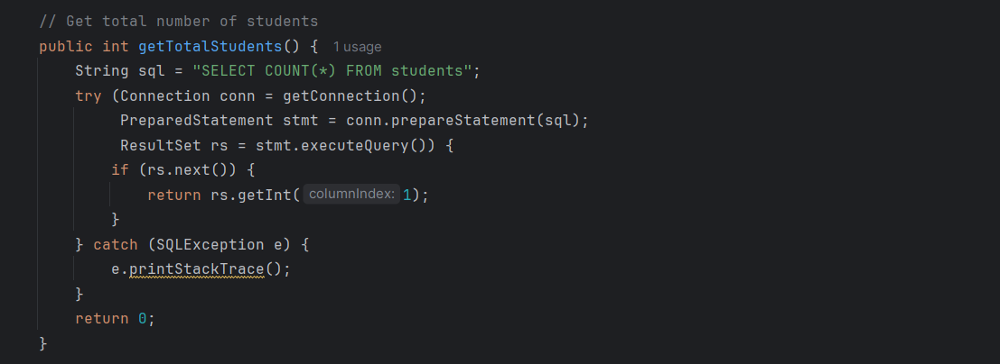 // Get total number of students
public int getTotalStudents() { 1 usage
String sql = "SELECT COUNT(*) FROM students";
try (Connection conn = getConnection();
PreparedStatement stmt = conn.prepareStatement(sql);
ResultSet rs = stmt.executeQuery()) {
if (rs.next()) {
return rs.getInt( columnIndex: 1);
}
} catch (SQLException e) {
e.printStackTrace();
}
return 0;
}